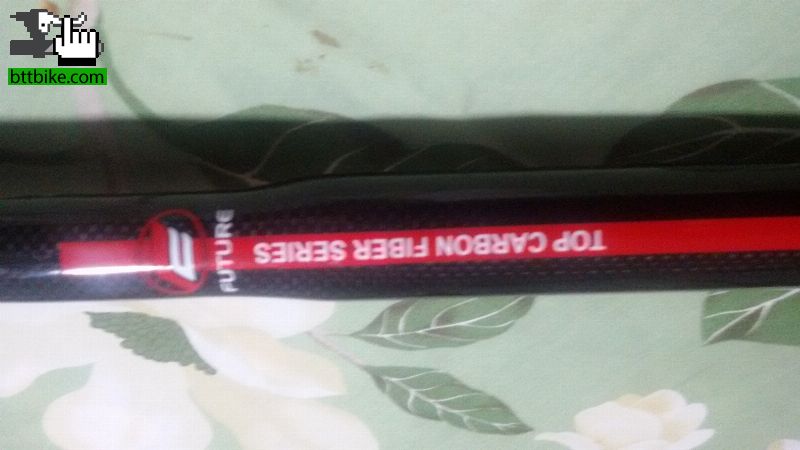 bttbike.com
FUTURE
TOP CARBON FIBER SERIES